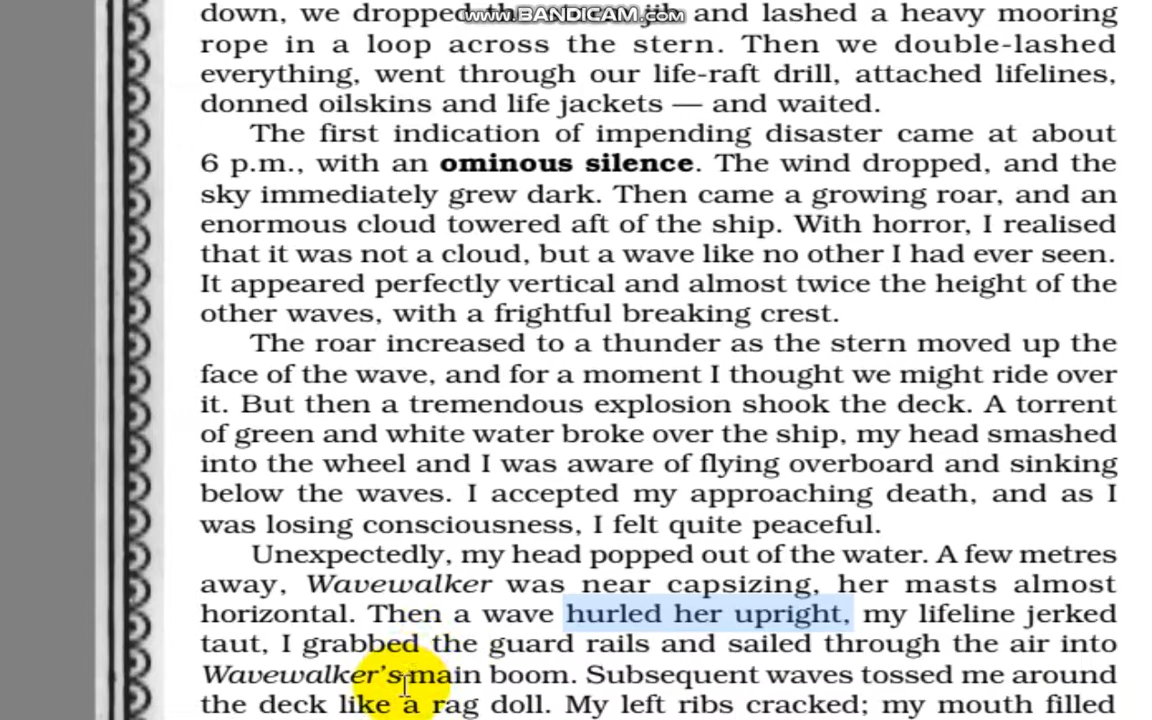 down, we dropped jib and lashed a heavy mooring
www.BANDICAM.com
rope in a loop across the stern. Then we double-lashed
everything, went through our life-raft drill, attached lifelines,
donned oilskins and life jackets — and waited.
The first indication of impending disaster came at about
6 p.m., with an ominous silence. The wind dropped, and the
sky immediately grew dark. Then came a growing roar, and an
enormous cloud towered aft of the ship. With horror, I realised
that it was not a cloud, but a wave like no other I had ever seen.
It appeared perfectly vertical and almost twice the height of the
other waves, with a frightful breaking crest.
The roar increased to a thunder as the stern moved up the
face of the wave, and for a moment I thought we might ride over
it. But then a tremendous explosion shook the deck. A torrent
of green and white water broke over the ship, my head smashed
into the wheel and I was aware of flying overboard and sinking
below the waves. I accepted my approaching death, and as I
was losing consciousness, I felt quite peaceful.
Unexpectedly, my head popped out of the water. A few metres
away, Wavewalker was near capsizing, her masts almost
horizontal. Then a wave hurled her upright, my lifeline jerked
taut, I grabbed the guard rails and sailed through the air into
Wavewalker's main boom. Subsequent waves tossed me around
the deck like a rag doll. My left ribs cracked; my mouth filled